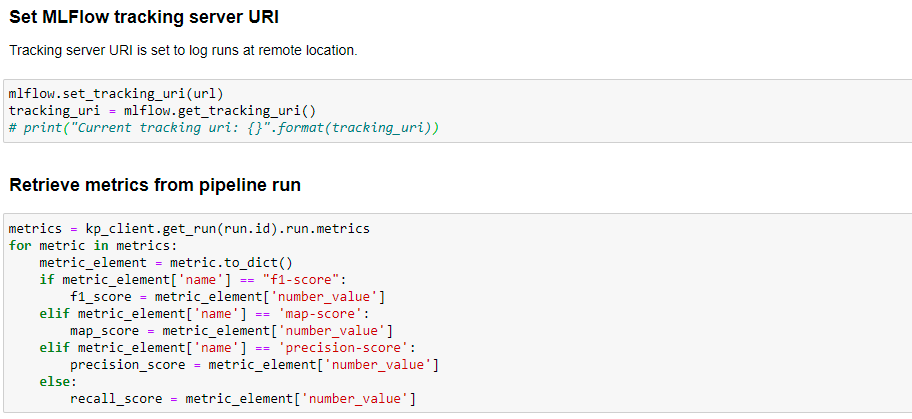 Set MLFlow tracking server URI
Tracking server URI is set to log runs at remote location.
mlflow.set_tracking_uri(url)
tracking_uri = mlflow.get_tracking_uri()
# print("Current tracking uri: {}".format(tracking_uri))
Retrieve metrics from pipeline run
metrics = kp_client.get_run(run.id).run.metrics
for metric in metrics:
    metric_element = metric.to_dict()
    if metric_element['name'] == "f1-score":
        f1_score = metric_element['number_value']
    elif metric_element['name'] == 'map-score':
        map_score = metric_element['number_value']
    elif metric_element['name'] == 'precision-score':
        precision_score = metric_element['number_value']
    else:
        recall_score = metric_element['number_value']